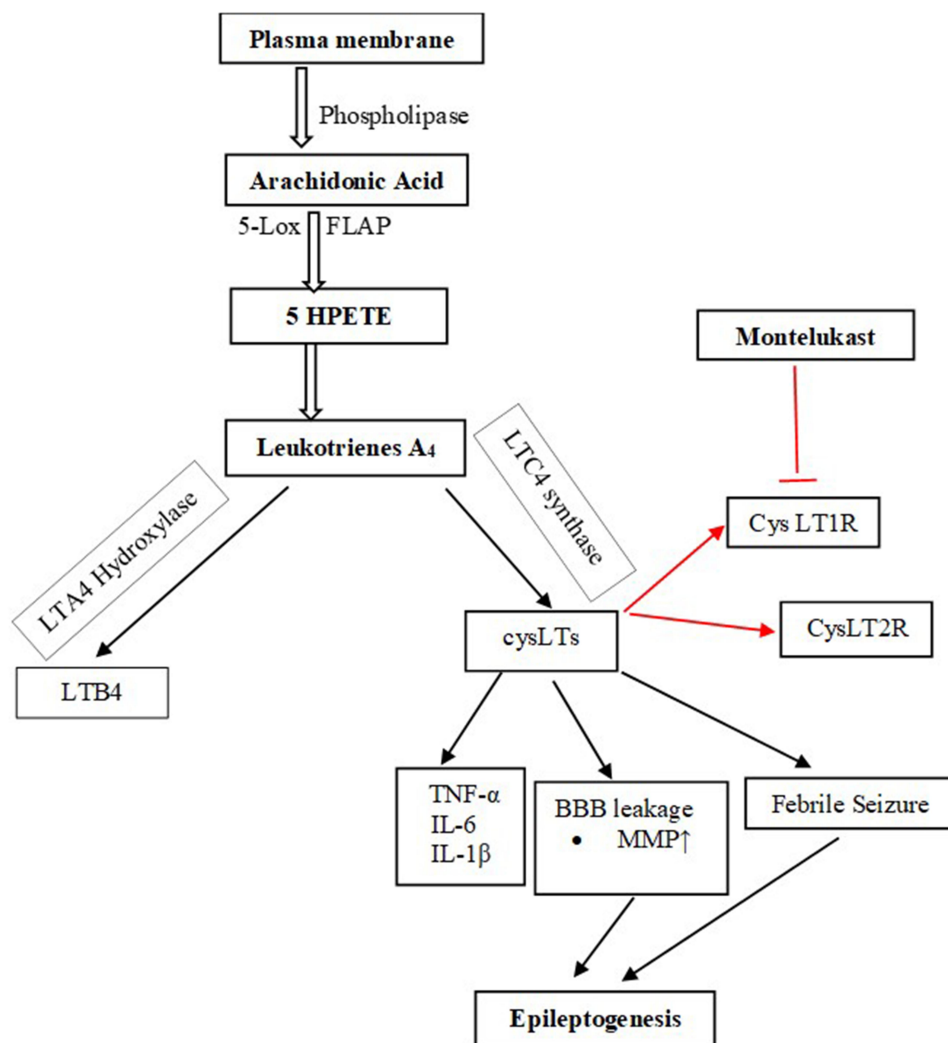 Plasma membrane
Phospholipase
Arachidonic Acid
5-Lox FLAP
5 HPETE
Montelukast
Leukotrienes A₄
LTC4 synthase
LTA4 Hydroxylase
Cys LT1R
cysLTs
CysLT2R
LTB4
TNF-α
IL-6
IL-1β
BBB leakage
• MMP↑
Febrile Seizure
Epileptogenesis